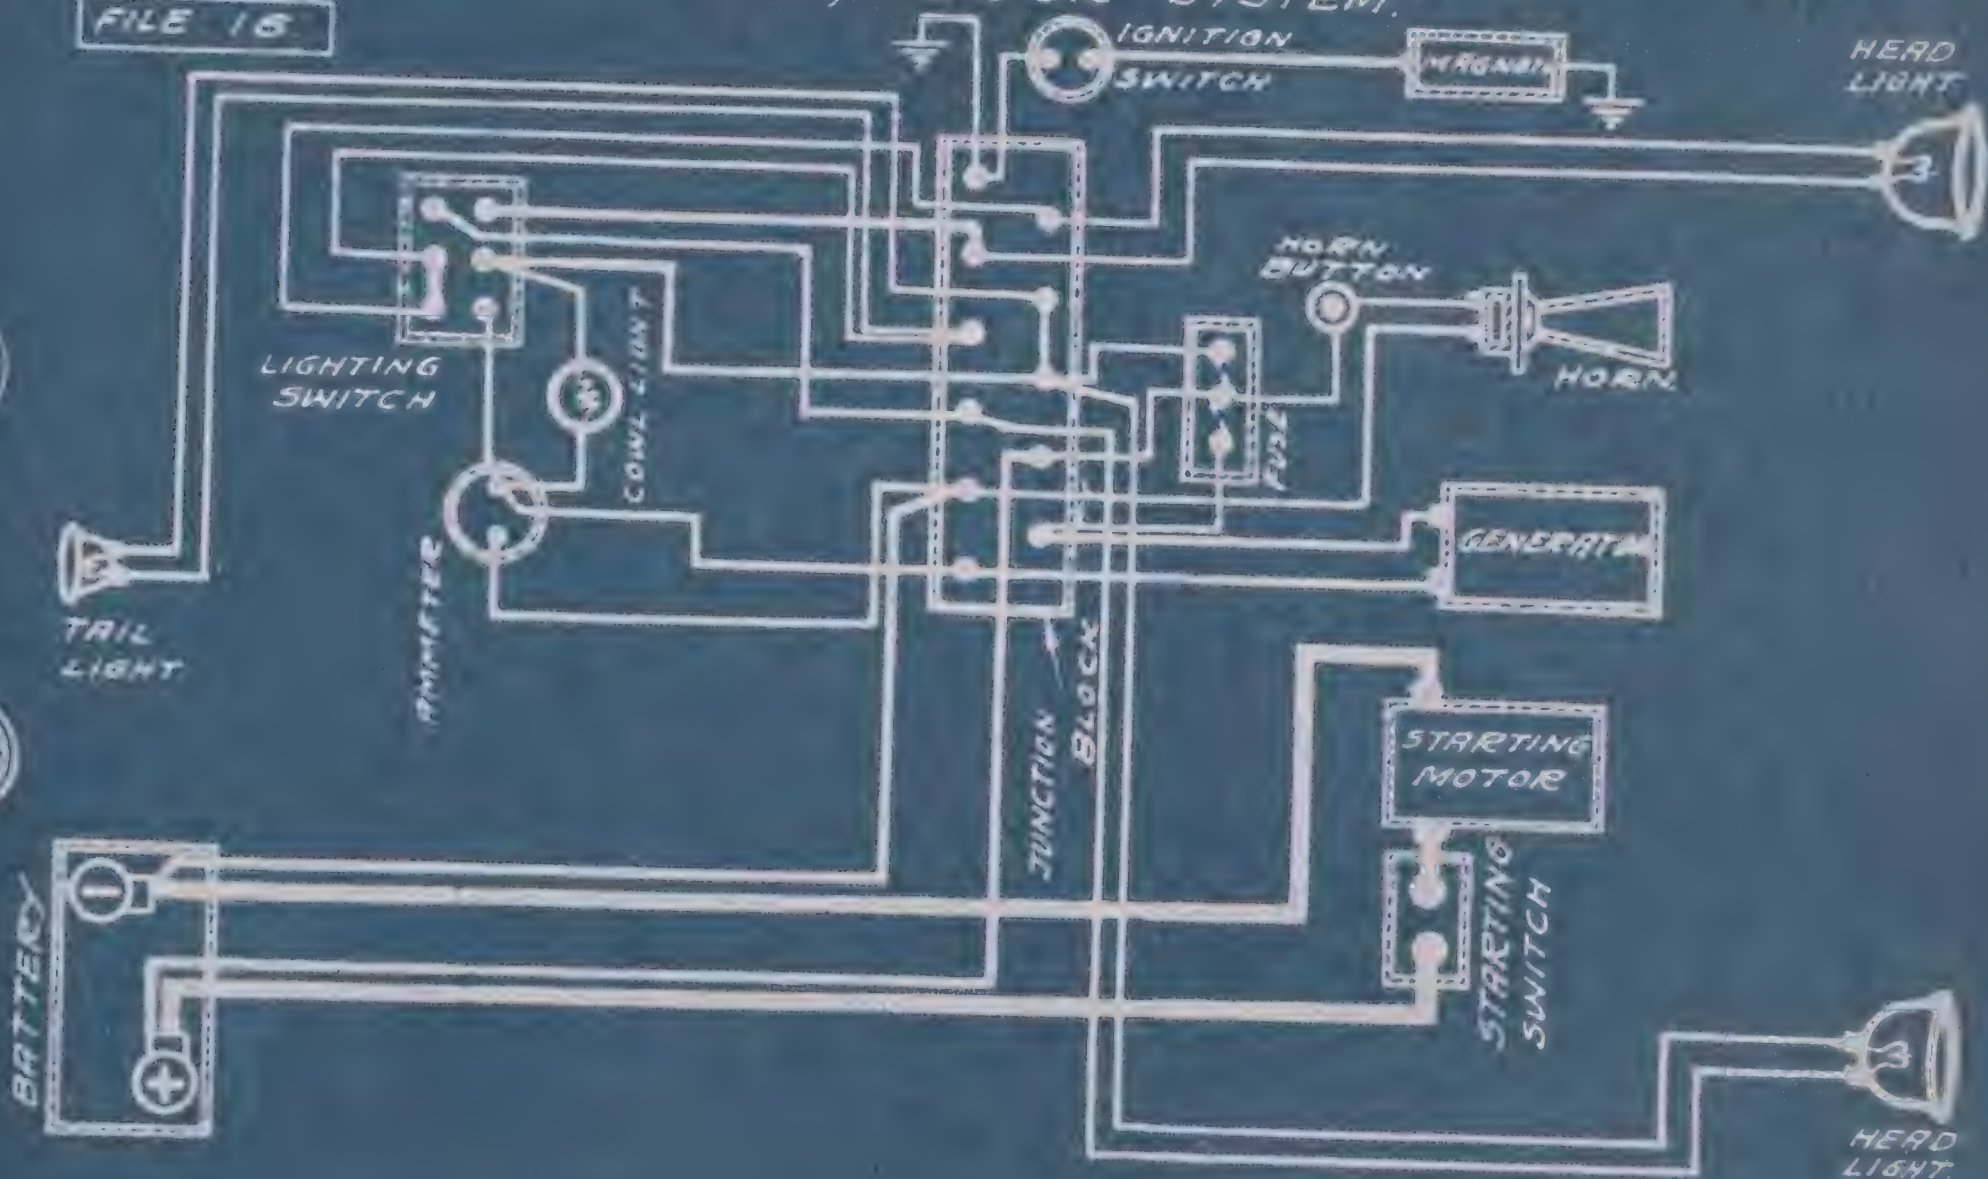 FILE 16
SYSTEM.
IGNITION
SWITCH
MAGNETO
HEAD
LIGHT
HORN
BUTTON
HORN.
LIGHTING
SWITCH
COWL LIGHT
FUSE
GENERATOR
AMMETER
TAIL
LIGHT
JUNCTION
BLOCK
STARTING
MOTOR
STARTING
SWITCH
BATTERY
HEAD
LIGHT.